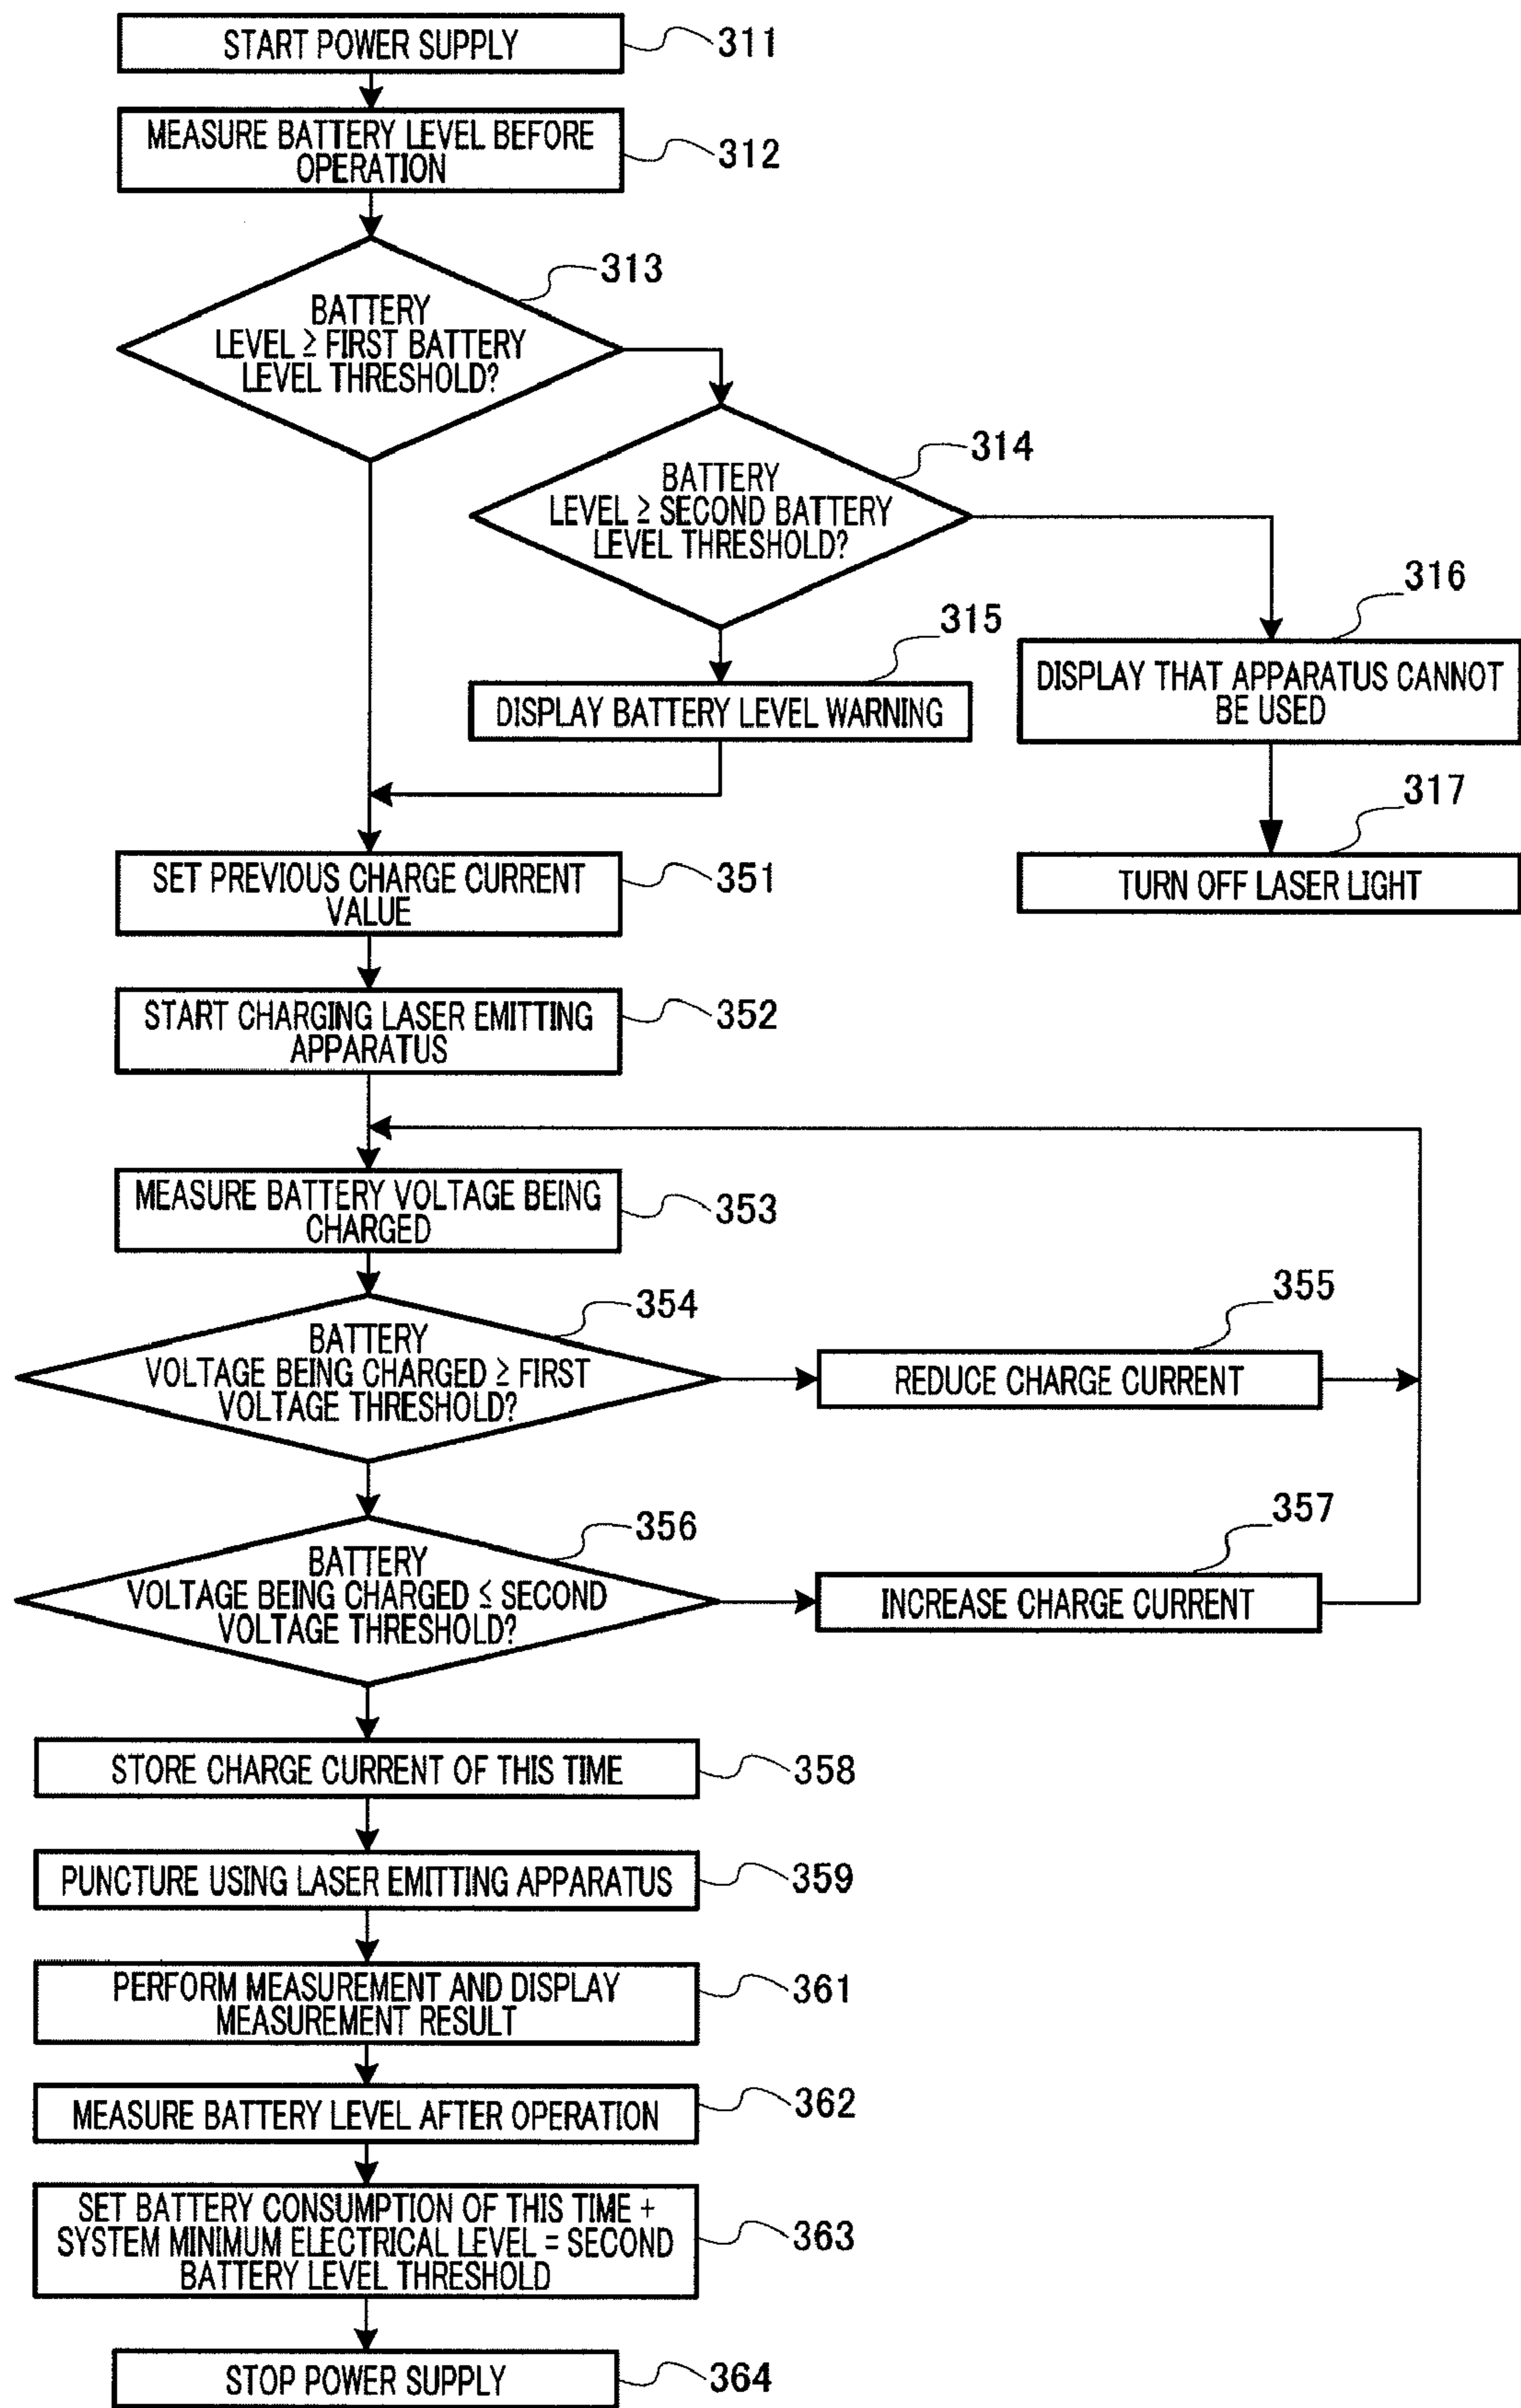 START POWER SUPPLY
311
MEASURE BATTERY LEVEL BEFORE
OPERATION
312
313
BATTERY
LEVEL ≥ FIRST BATTERY
LEVEL THRESHOLD?
314
BATTERY
LEVEL ≥ SECOND BATTERY
LEVEL THRESHOLD?
315
DISPLAY BATTERY LEVEL WARNING
316
DISPLAY THAT APPARATUS CANNOT
BE USED
317
TURN OFF LASER LIGHT
SET PREVIOUS CHARGE CURRENT
VALUE
351
START CHARGING LASER EMITTING
APPARATUS
352
MEASURE BATTERY VOLTAGE BEING
CHARGED
353
354
BATTERY
VOLTAGE BEING CHARGED ≥ FIRST
VOLTAGE THRESHOLD?
355
REDUCE CHARGE CURRENT
356
BATTERY
VOLTAGE BEING CHARGED ≤ SECOND
VOLTAGE THRESHOLD?
357
INCREASE CHARGE CURRENT
STORE CHARGE CURRENT OF THIS TIME
358
PUNCTURE USING LASER EMITTING APPARATUS
359
PERFORM MEASUREMENT AND DISPLAY
MEASUREMENT RESULT
361
MEASURE BATTERY LEVEL AFTER OPERATION
362
SET BATTERY CONSUMPTION OF THIS TIME +
SYSTEM MINIMUM ELECTRICAL LEVEL = SECOND
BATTERY LEVEL THRESHOLD
363
STOP POWER SUPPLY
364